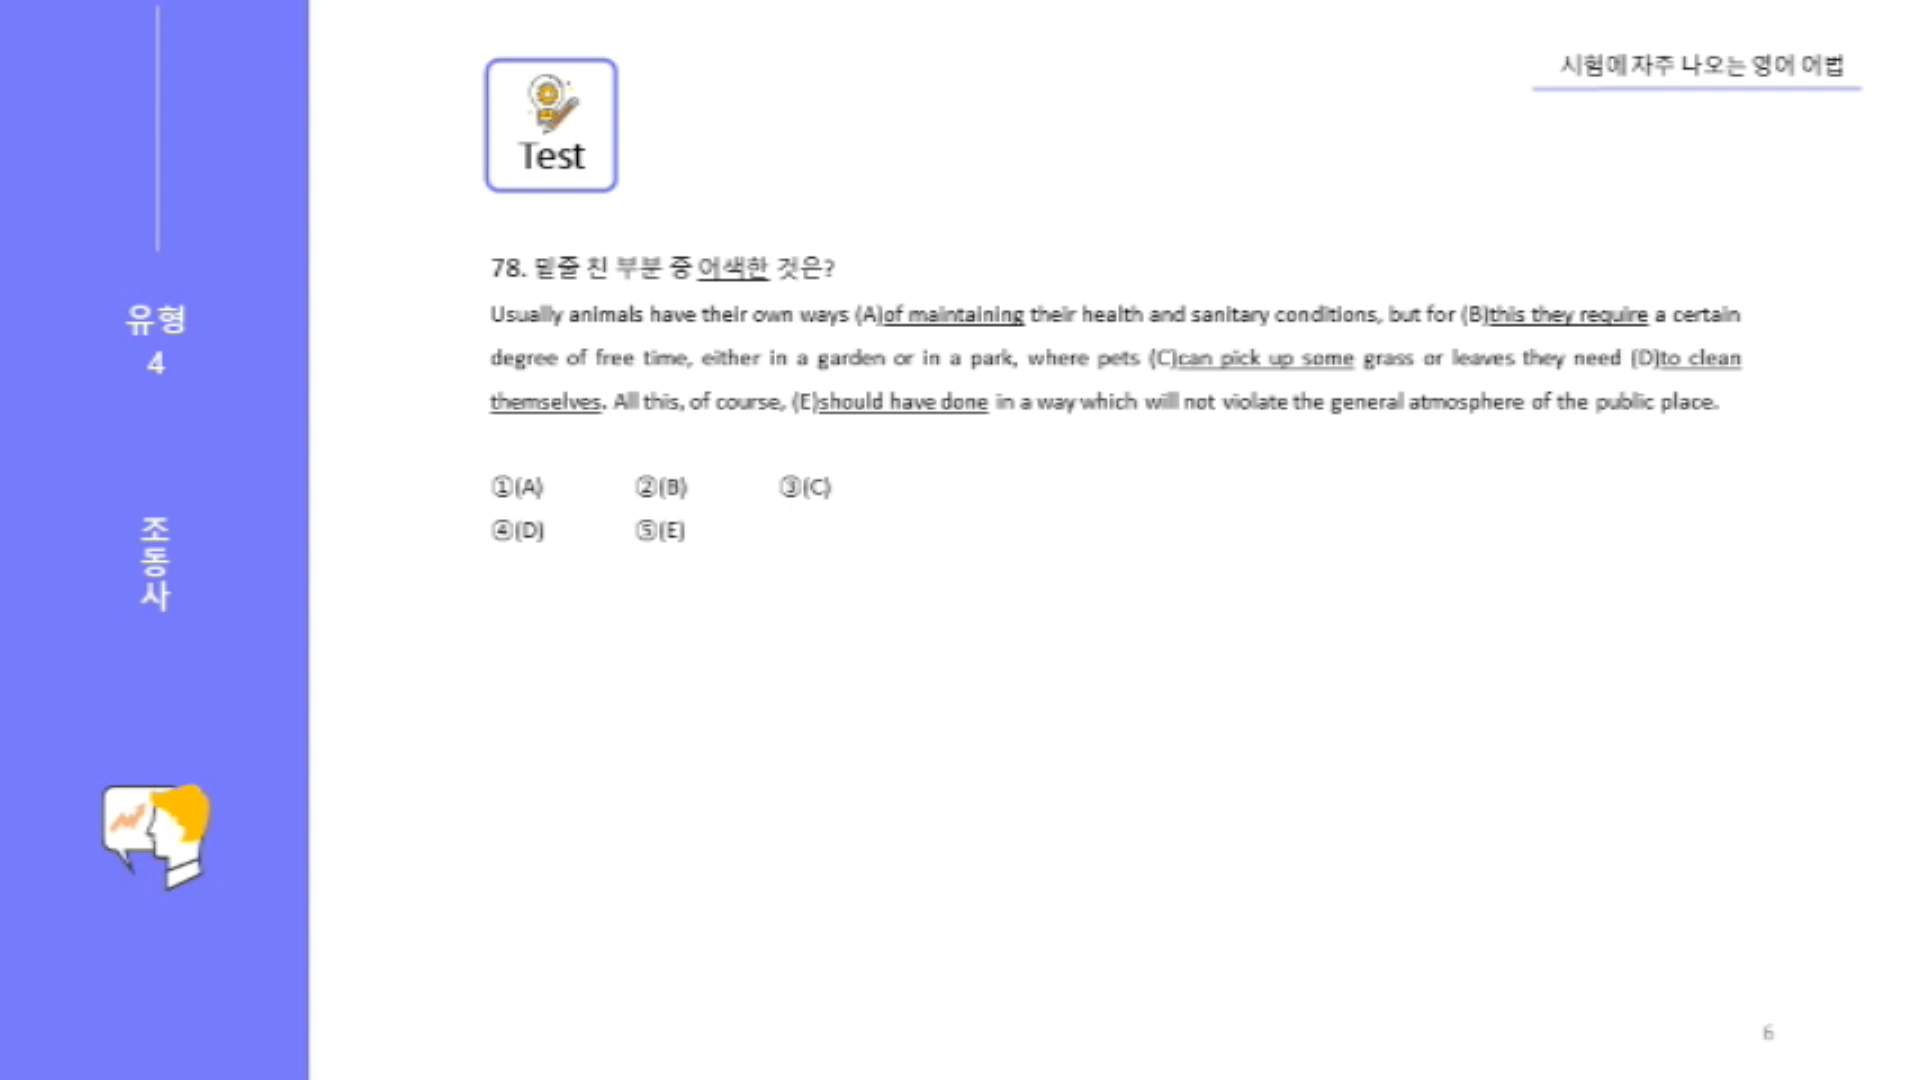 시험에 자주 나오는 영어 어법
Test
유형
4
조
동
사
78. 밑줄 친 부분 중 어색한 것은?
Usually animals have their own ways (A)of maintaining their health and sanitary conditions, but for (B)this they require a certain
degree of free time, either in a garden or in a park, where pets (C)can pick up some grass or leaves they need (D)to clean
themselves. All this, of course, (E)should have done in a way which will not violate the general atmosphere of the public place.
①(A) ②(B) ③(C)
④(D) ⑤(E)
6